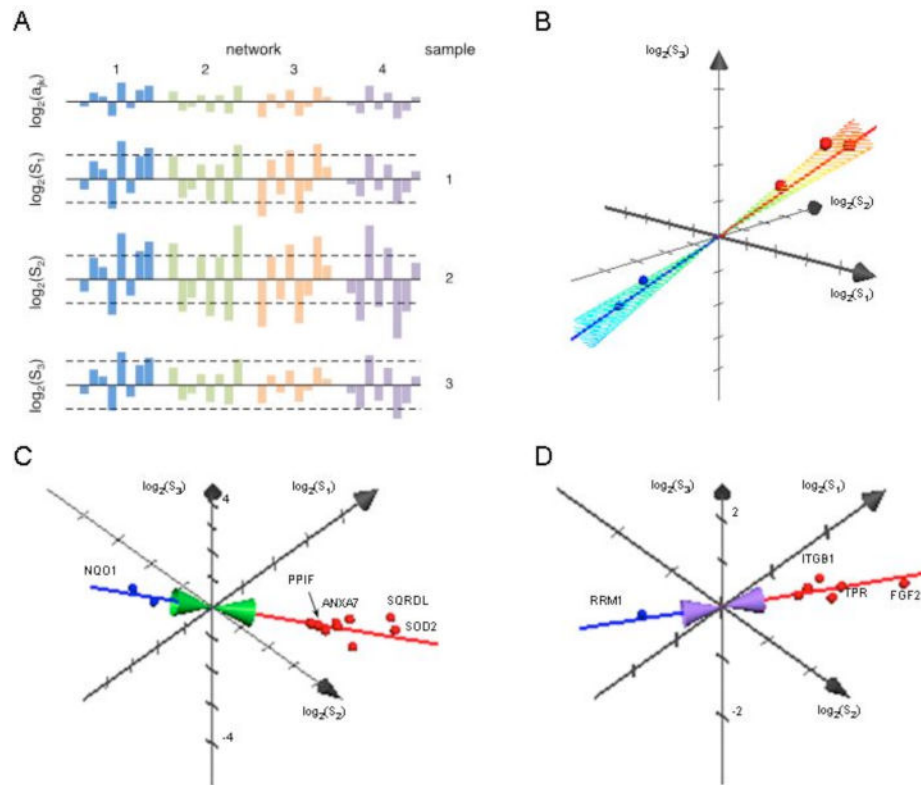 A
network
sample
1
2
3
4
log₂(aⱼₖ)
log₂(S₁)
1
log₂(S₂)
2
log₂(S₃)
3
B
log₂(S₃)
log₂(S₂)
log₂(S₁)
C
log₂(S₃)
4
log₂(S₁)
NQO1
PPIF
ANXA7
SQRDL
SOD2
log₂(S₂)
-4
D
log₂(S₃)
2
log₂(S₁)
ITGB1
RRM1
TPR
FGF2
log₂(S₂)
-2